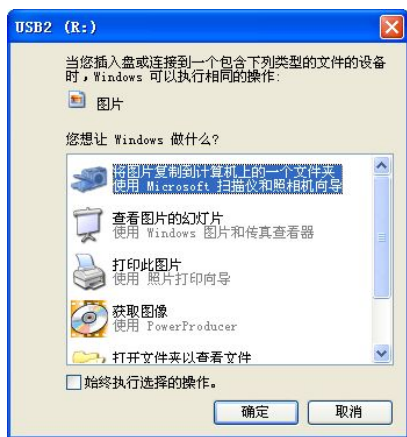 USB2 (R:)
当您插入盘或连接到一个包含下列类型的文件的设备
时，Windows 可以执行相同的操作:
图片
您想让 Windows 做什么?
将图片复制到计算机上的一个文件夹
使用 Microsoft 扫描仪和照相机向导
查看图片的幻灯片
使用 Windows 图片和传真查看器
打印此图片
使用 照片打印向导
获取图像
使用 PowerProducer
打开文件夹以查看文件
始终执行选择的操作。
确定
取消